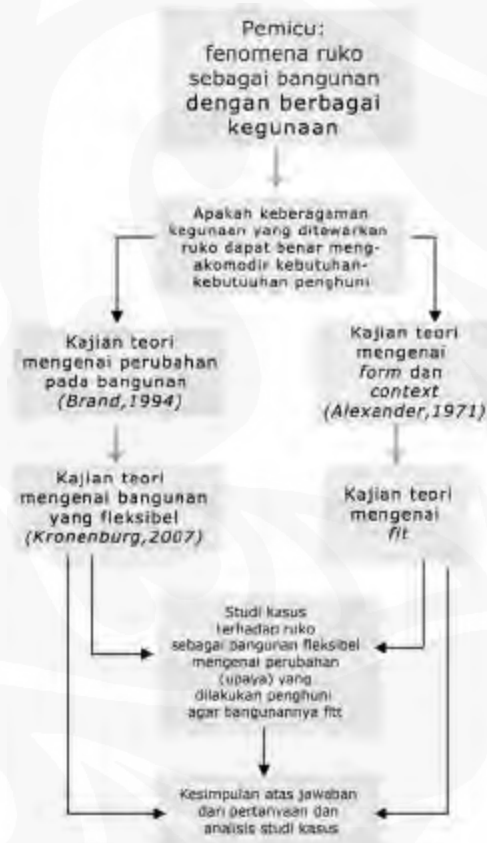 Pemicu:
fenomena ruko
sebagai bangunan
dengan berbagai
kegunaan
Apakah keberagaman
kegunaan yang ditawarkan
ruko dapat benar meng-
akomodir kebutuhan-
kebutuuhan penghuni
Kajian teori
mengenai perubahan
pada bangunan
(Brand,1994)
Kajian teori
mengenai
form dan
context
(Alexander,1971)
Kajian teori
mengenai bangunan
yang fleksibel
(Kronenburg,2007)
Kajian teori
mengenai
fit
Studi kasus
terhadap ruko
sebagai bangunan fleksibel
mengenai perubahan
(upaya) yang
dilakukan penghuni
agar bangunannya fitt
Kesimpulan atas jawaban
dari pertanyaan dan
analisis studi kasus